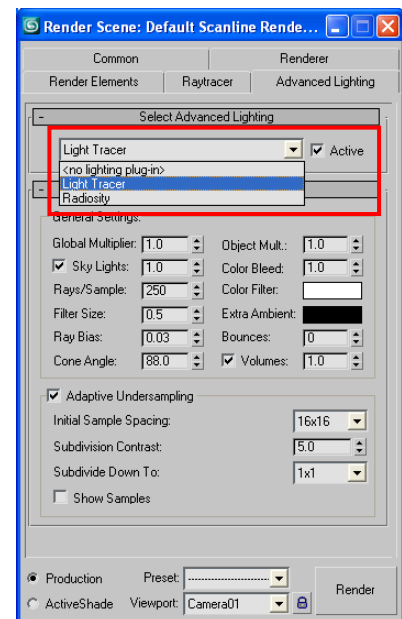 Render Scene: Default Scanline Rende...
Common Renderer
Render Elements Raytracer Advanced Lighting
- Select Advanced Lighting
Light Tracer Active
<no lighting plug-in>
Light Tracer
Radiosity
-
General Settings:
Global Multiplier: 1.0 Object Mult.: 1.0
Sky Lights: 1.0 Color Bleed: 1.0
Rays/Sample: 250 Color Filter:
Filter Size: 0.5 Extra Ambient:
Ray Bias: 0.03 Bounces: 0
Cone Angle: 88.0 Volumes: 1.0
Adaptive Undersampling
Initial Sample Spacing: 16x16
Subdivision Contrast: 5.0
Subdivide Down To: 1x1
Show Samples
Production Preset: --------------------
Render
ActiveShade Viewport: Camera01